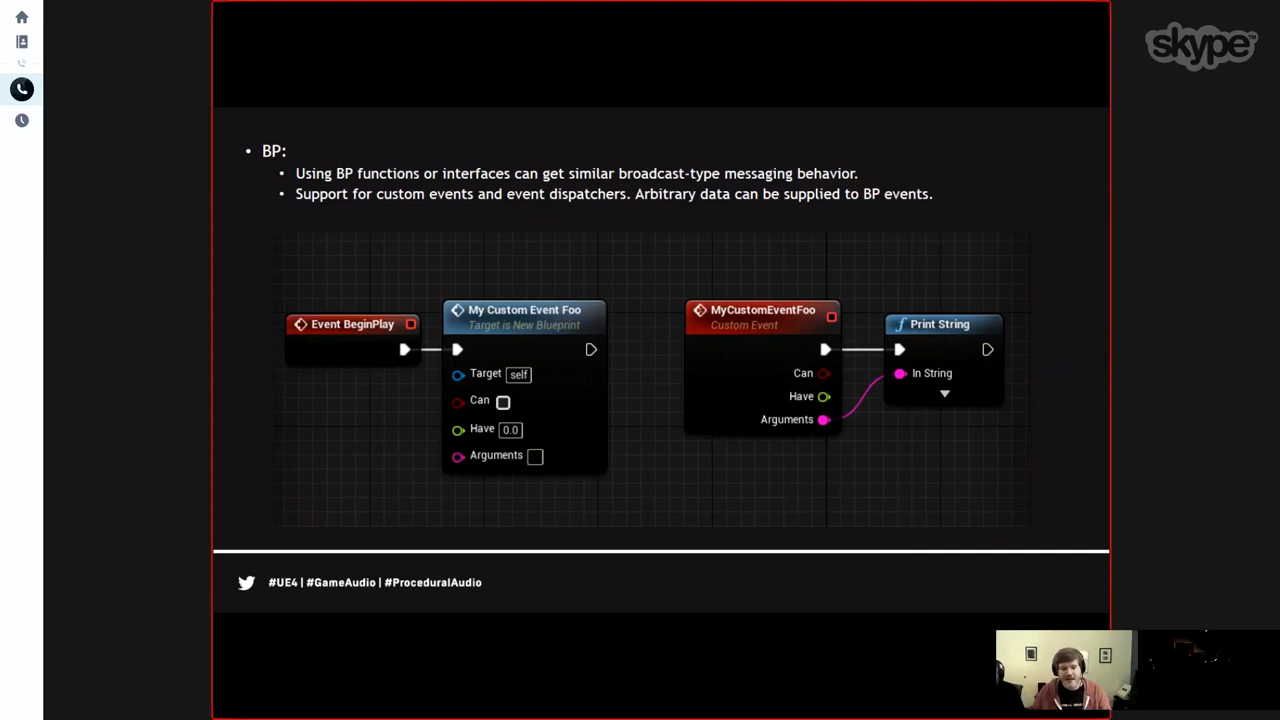 skype™
• BP:
• Using BP functions or interfaces can get similar broadcast-type messaging behavior.
• Support for custom events and event dispatchers. Arbitrary data can be supplied to BP events.
Event BeginPlay
My Custom Event Foo
Target is New Blueprint
Target self
Can
Have 0.0
Arguments
MyCustomEventFoo
Custom Event
Can
Have
Arguments
f Print String
In String
#UE4 | #GameAudio | #ProceduralAudio